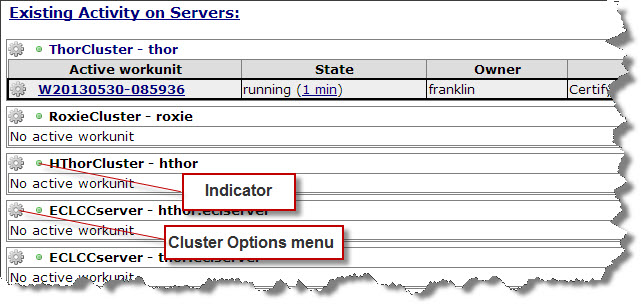 Existing Activity on Servers:
ThorCluster - thor
Active workunit State Owner
W20130530-085936 running (1 min) franklin Certify
RoxieCluster - roxie
No active workunit
HThorCluster - hthor
No active workunit
Indicator
ECLCCserver - hthor.eclserver
No active workunit
Cluster Options menu
ECLCCserver -
No active workunit